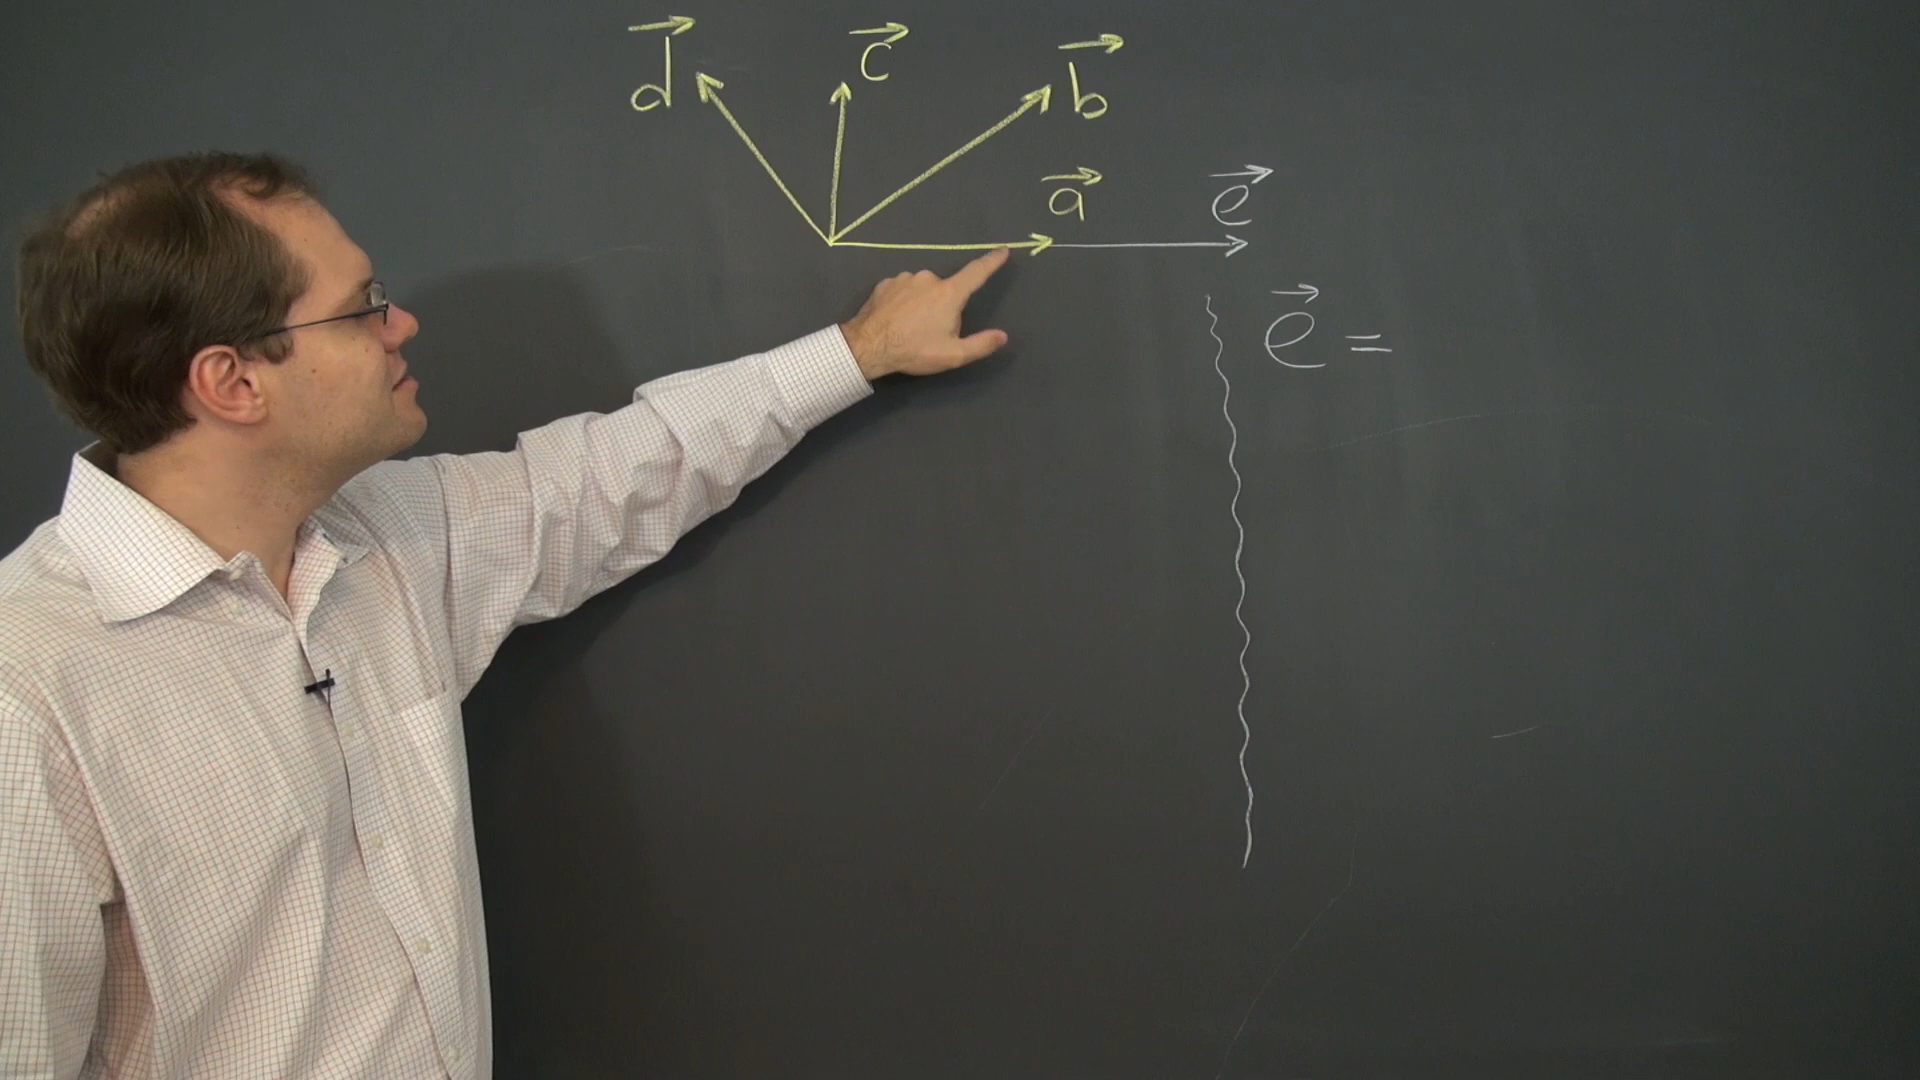 d⃗ c⃗ b⃗
a⃗ e⃗
e⃗ =